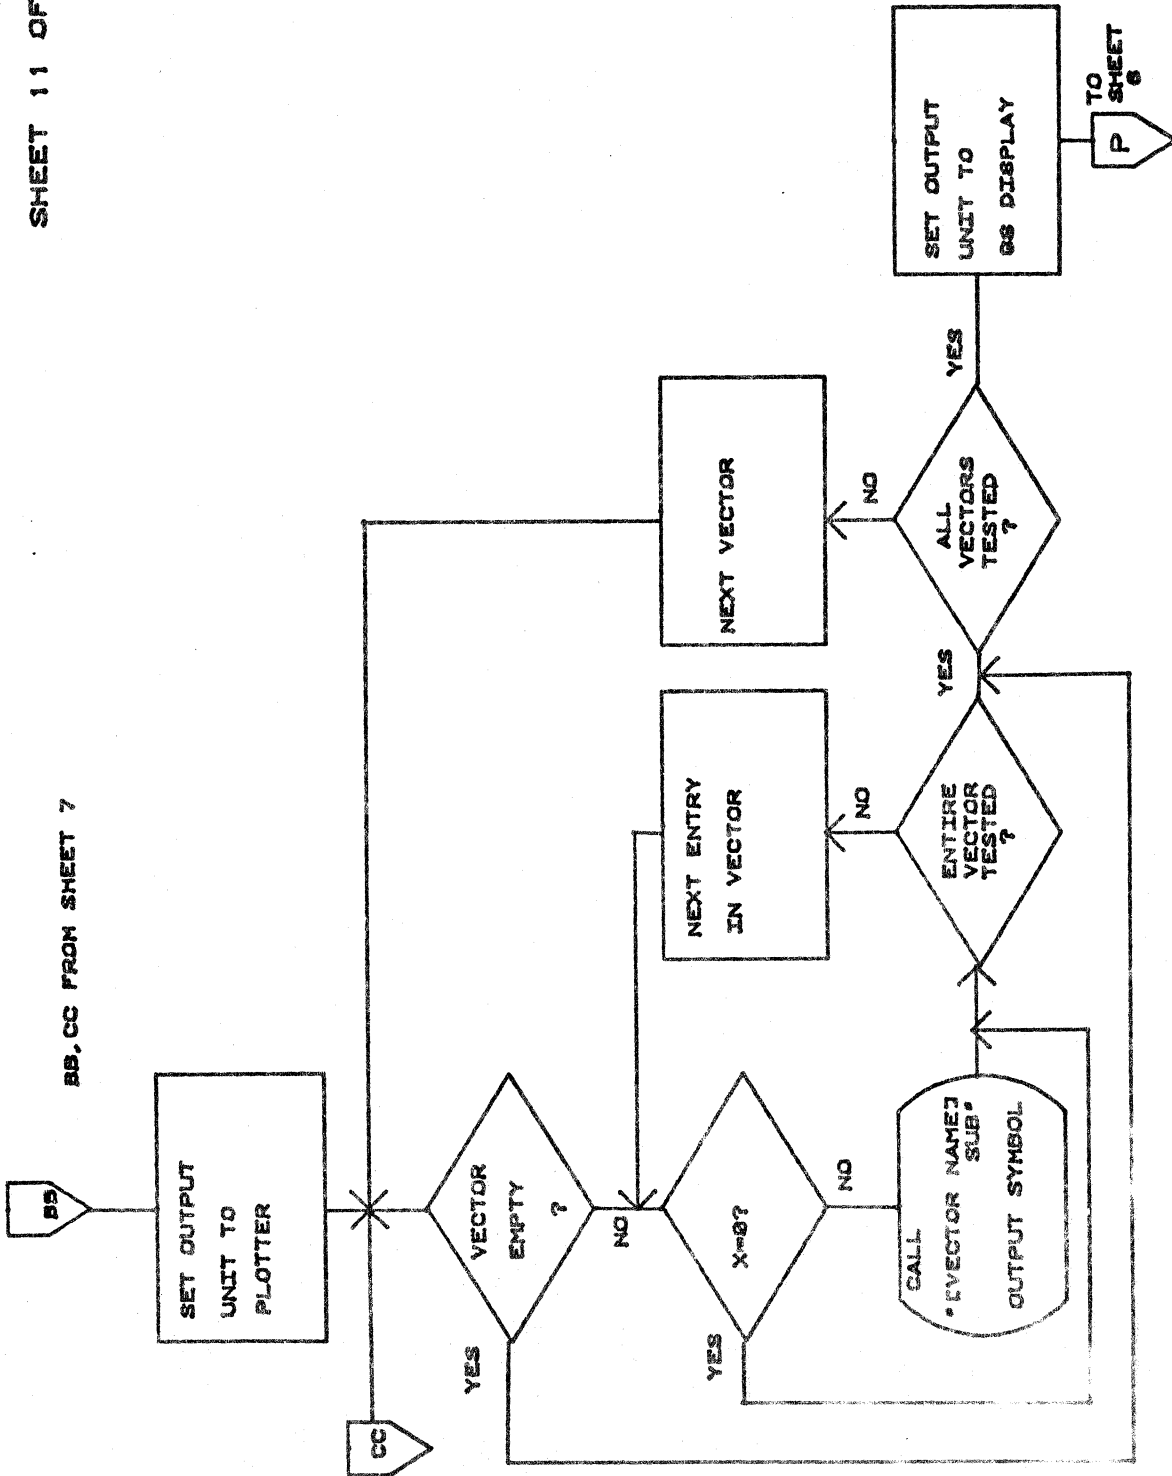 SHEET 11 OF
BB, CC FROM SHEET 7
BB
SET OUTPUT
UNIT TO
PLOTTER
CC
VECTOR
EMPTY
?
YES
NO
X=0?
YES
NO
CALL
"[VECTOR NAME]
SUB"
OUTPUT SYMBOL
NEXT ENTRY
IN VECTOR
NO
ENTIRE
VECTOR
TESTED
?
YES
NEXT VECTOR
NO
ALL
VECTORS
TESTED
?
YES
SET OUTPUT
UNIT TO
GS DISPLAY
P
TO
SHEET